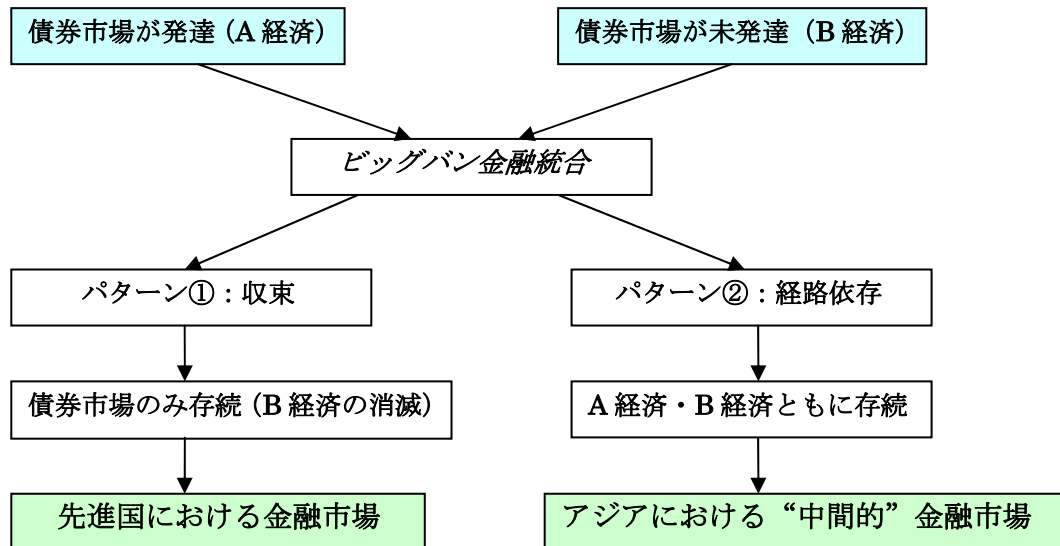 債券市場が発達（A 経済）
債券市場が未発達（B 経済）
ビッグバン金融統合
パターン①：収束
パターン②：経路依存
債券市場のみ存続（B 経済の消滅）
A 経済・B 経済ともに存続
先進国における金融市場
アジアにおける“中間的”金融市場